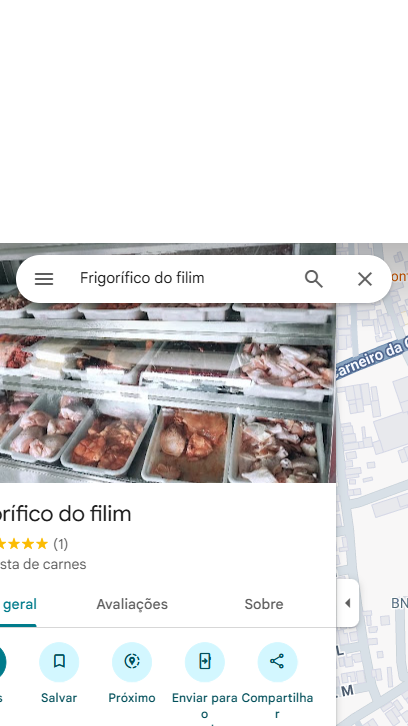 Frigorífico do filim
ont
Carneiro da C
orífico do filim
(1)
sta de carnes
geral
Avaliações
Sobre
BN
s
Salvar
Próximo
Enviar para o
Compartilhar
L
L M